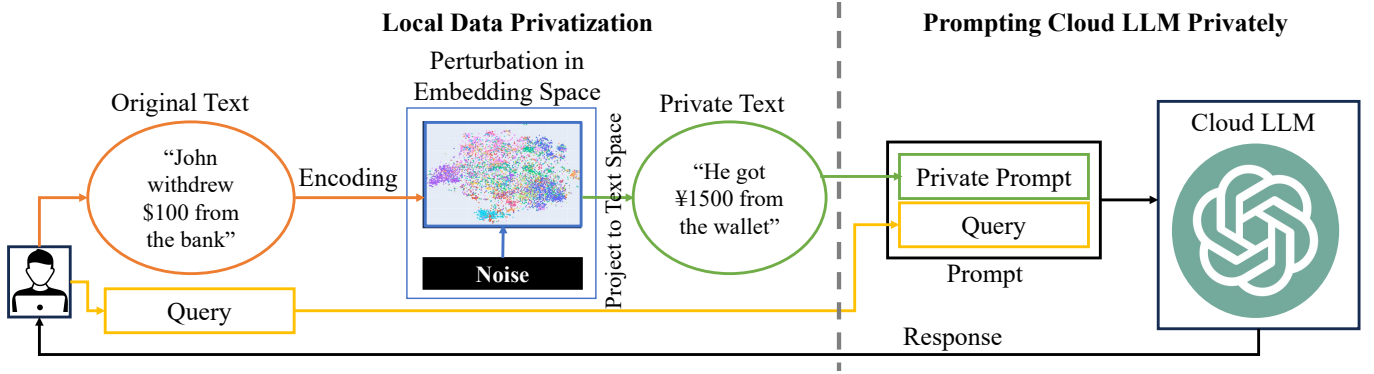 Local Data Privatization
Prompting Cloud LLM Privately
Perturbation in
Embedding Space
Original Text
Private Text
Cloud LLM
“John
withdrew
$100 from
the bank”
Encoding
Project to Text Space
“He got
¥1500 from
the wallet”
Private Prompt
Query
Noise
Prompt
Query
Response